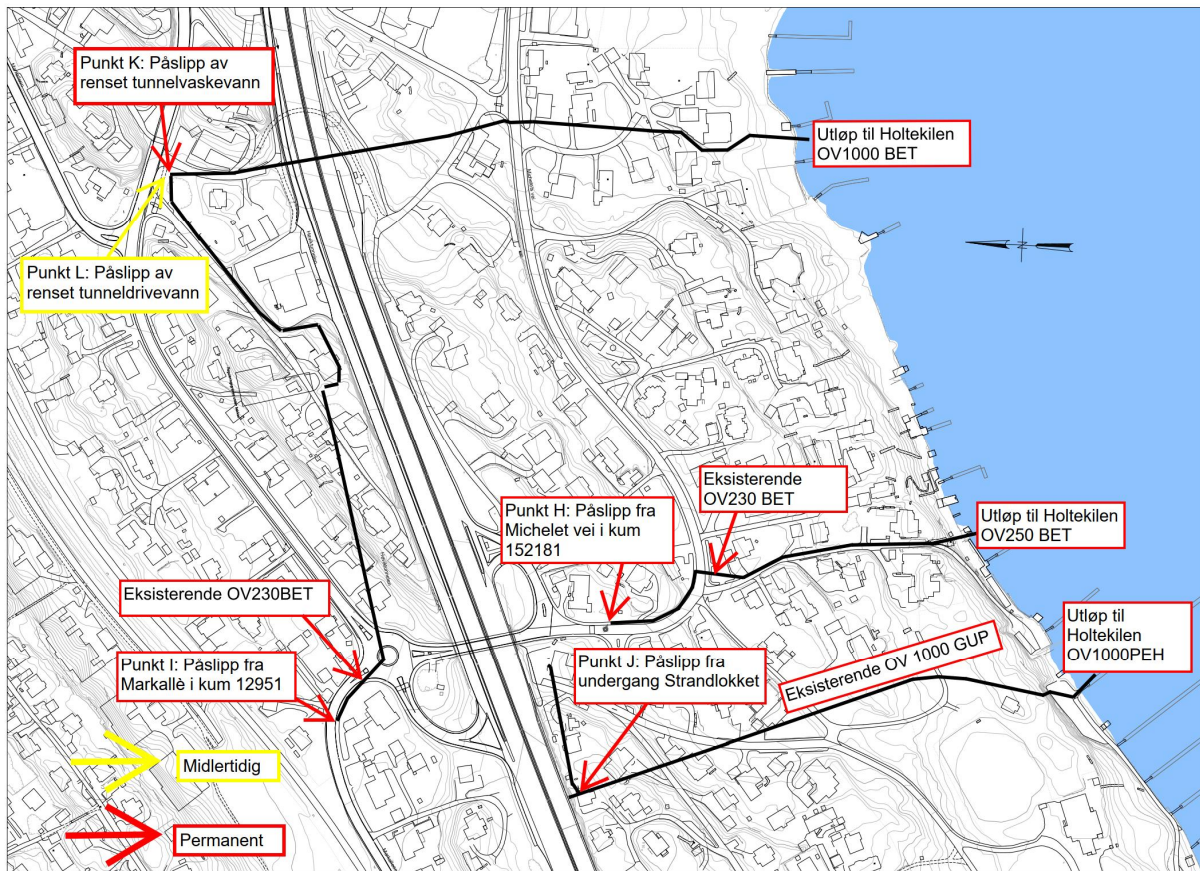 Punkt K: Påslipp av
renset tunnelvaskevann
Utløp til Holtekilen
OV1000 BET
Punkt L: Påslipp av
renset tunneldrivevann
N
Eksisterende
OV230 BET
Punkt H: Påslipp fra
Michelet vei i kum
152181
Utløp til Holtekilen
OV250 BET
Eksisterende OV230BET
Utløp til
Holtekilen
OV1000PEH
Punkt I: Påslipp fra
Markallè i kum 12951
Punkt J: Påslipp fra
undergang Strandlokket
Eksisterende OV 1000 GUP
Midlertidig
Permanent